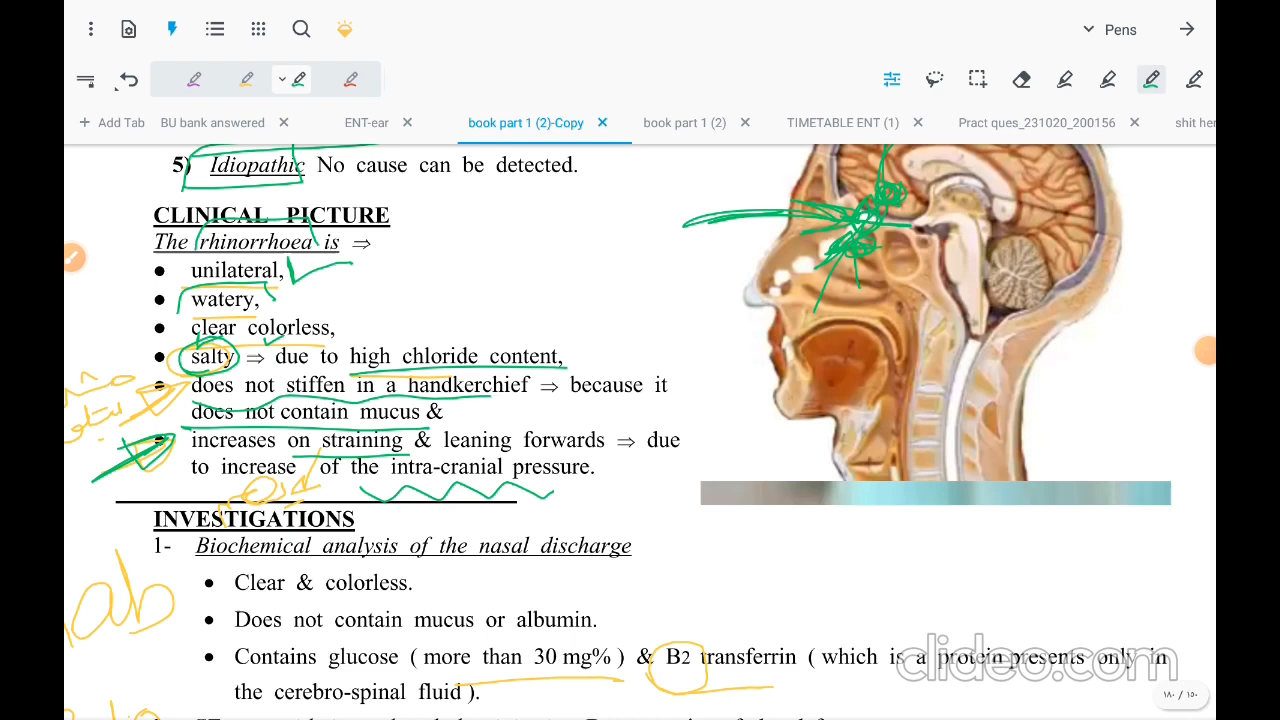 Pens
Add Tab BU bank answered ENT-ear book part 1 (2)-Copy book part 1 (2) TIMETABLE ENT (1) Pract ques_231020_200156 shit her
5) Idiopathic No cause can be detected.
CLINICAL PICTURE
The rhinorrhoea is ⇒
• unilateral,
• watery,
• clear colorless,
• salty ⇒ due to high chloride content,
• does not stiffen in a handkerchief ⇒ because it
does not contain mucus &
• increases on straining & leaning forwards ⇒ due
to increase of the intra-cranial pressure.
INVESTIGATIONS
1- Biochemical analysis of the nasal discharge
• Clear & colorless.
• Does not contain mucus or albumin.
• Contains glucose ( more than 30 mg% ) & B2 transferrin ( which is a protein presents only in
the cerebro-spinal fluid ).
ab
clideo.com
١٨٠ / ١٥٠